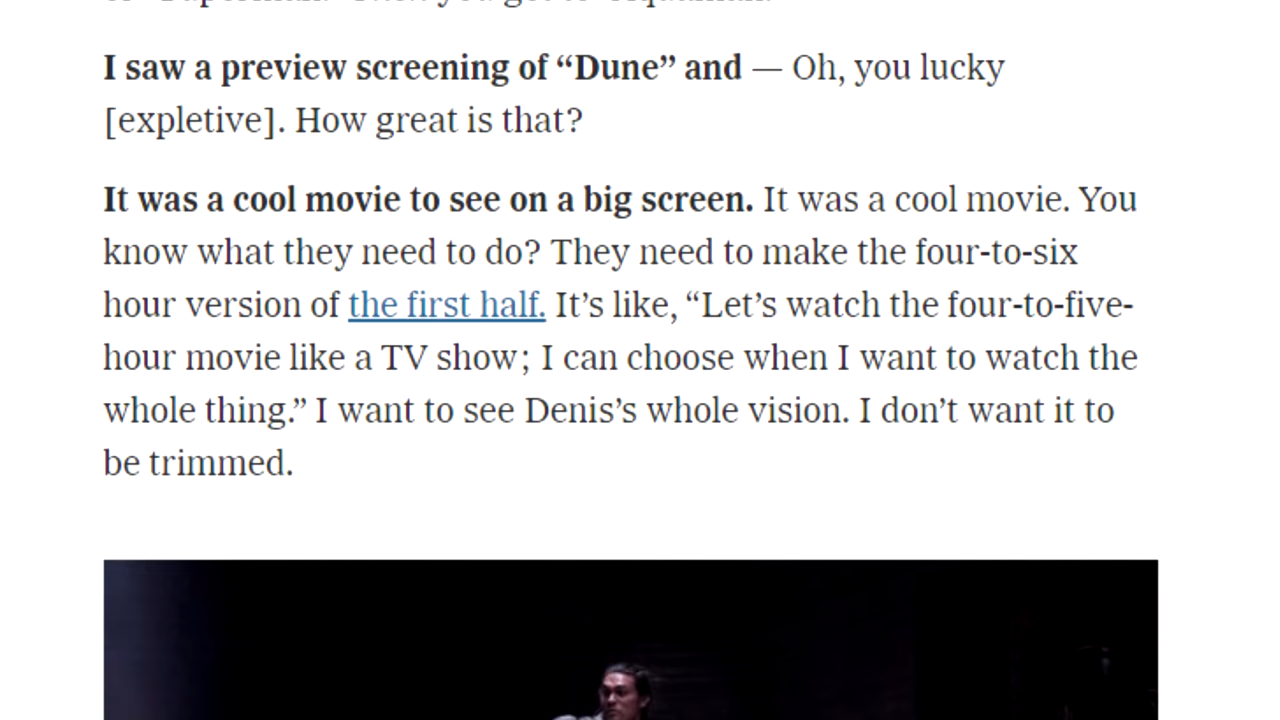 I saw a preview screening of “Dune” and — Oh, you lucky
[expletive]. How great is that?
It was a cool movie to see on a big screen. It was a cool movie. You
know what they need to do? They need to make the four-to-six
hour version of the first half. It’s like, “Let’s watch the four-to-five-
hour movie like a TV show; I can choose when I want to watch the
whole thing.” I want to see Denis’s whole vision. I don’t want it to
be trimmed.